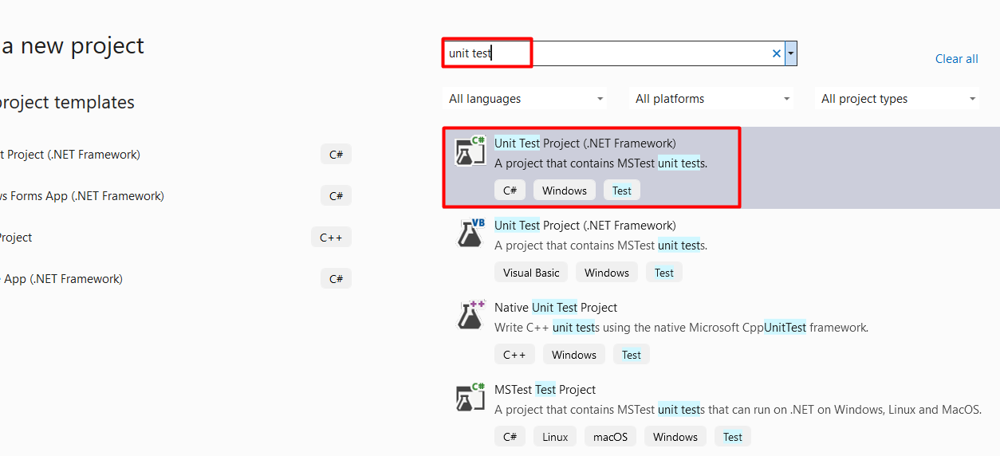 a new project
project templates
t Project (.NET Framework)
C#
s Forms App (.NET Framework)
C#
Project
C++
App (.NET Framework)
C#
unit test
Clear all
All languages
All platforms
All project types
C#
Unit Test Project (.NET Framework)
A project that contains MSTest unit tests.
C# Windows Test
VB
Unit Test Project (.NET Framework)
A project that contains MSTest unit tests.
Visual Basic Windows Test
++
Native Unit Test Project
Write C++ unit tests using the native Microsoft CppUnitTest framework.
C++ Windows Test
C#
MSTest Test Project
A project that contains MSTest unit tests that can run on .NET on Windows, Linux and MacOS.
C# Linux macOS Windows Test